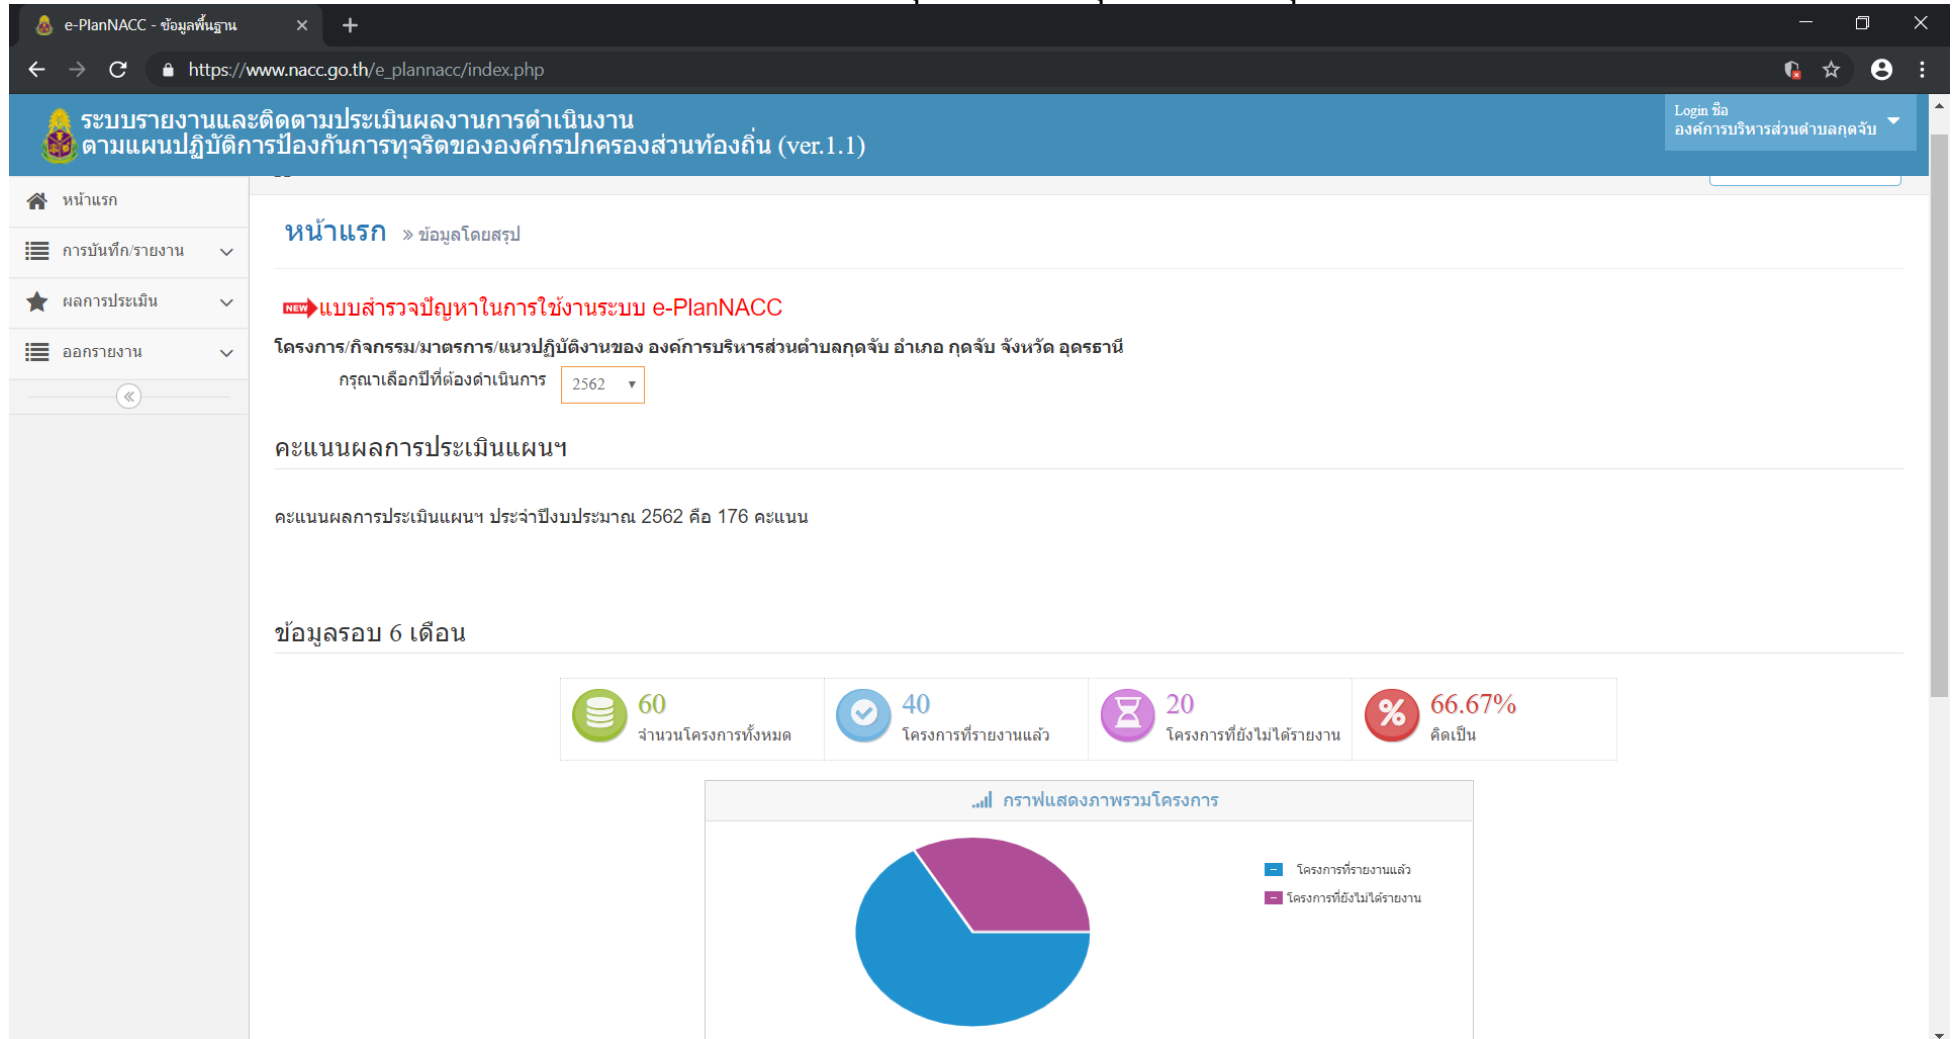 e-PlanNACC - ข้อมูลพื้นฐาน
https://www.nacc.go.th/e_plannacc/index.php
ระบบรายงานและติดตามประเมินผลงานการดำเนินงาน
ตามแผนปฏิบัติการป้องกันการทุจริตขององค์กรปกครองส่วนท้องถิ่น (ver.1.1)
Login ชื่อ
องค์การบริหารส่วนตำบลกุดจับ
หน้าแรก
การบันทึก/รายงาน
ผลการประเมิน
ออกรายงาน
หน้าแรก » ข้อมูลโดยสรุป
NEW แบบสำรวจปัญหาในการใช้งานระบบ e-PlanNACC
โครงการ/กิจกรรม/มาตรการ/แนวปฏิบัติงานของ องค์การบริหารส่วนตำบลกุดจับ อำเภอ กุดจับ จังหวัด อุดรธานี
กรุณาเลือกปีที่ต้องดำเนินการ 2562
คะแนนผลการประเมินแผนฯ
คะแนนผลการประเมินแผนฯ ประจำปีงบประมาณ 2562 คือ 176 คะแนน
ข้อมูลรอบ 6 เดือน
60
จำนวนโครงการทั้งหมด
40
โครงการที่รายงานแล้ว
20
โครงการที่ยังไม่ได้รายงาน
%
66.67%
คิดเป็น
กราฟแสดงภาพรวมโครงการ
โครงการที่รายงานแล้ว
โครงการที่ยังไม่ได้รายงาน